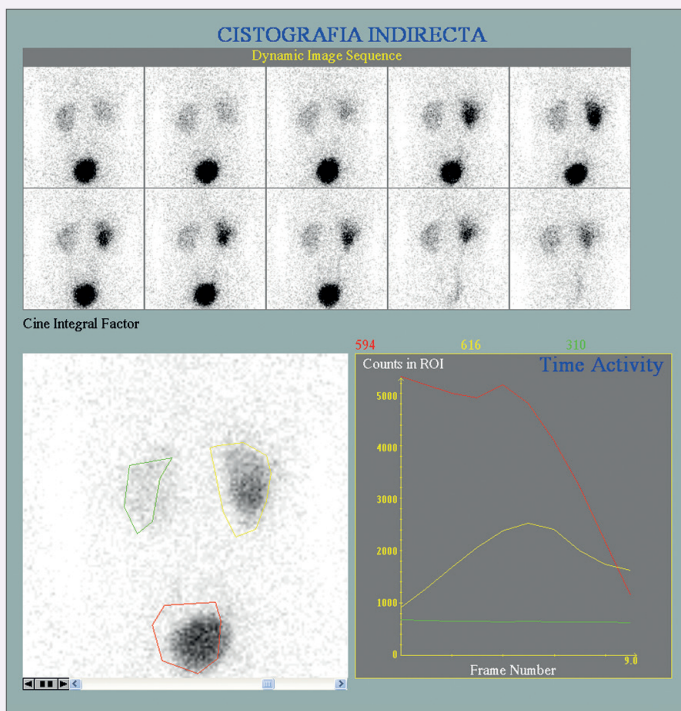 CISTOGRAFIA INDIRECTA
Dynamic Image Sequence
Cine Integral Factor
594 616 310
Counts in ROI
Time Activity
5000
4000
3000
2000
1000
0
9.0
Frame Number